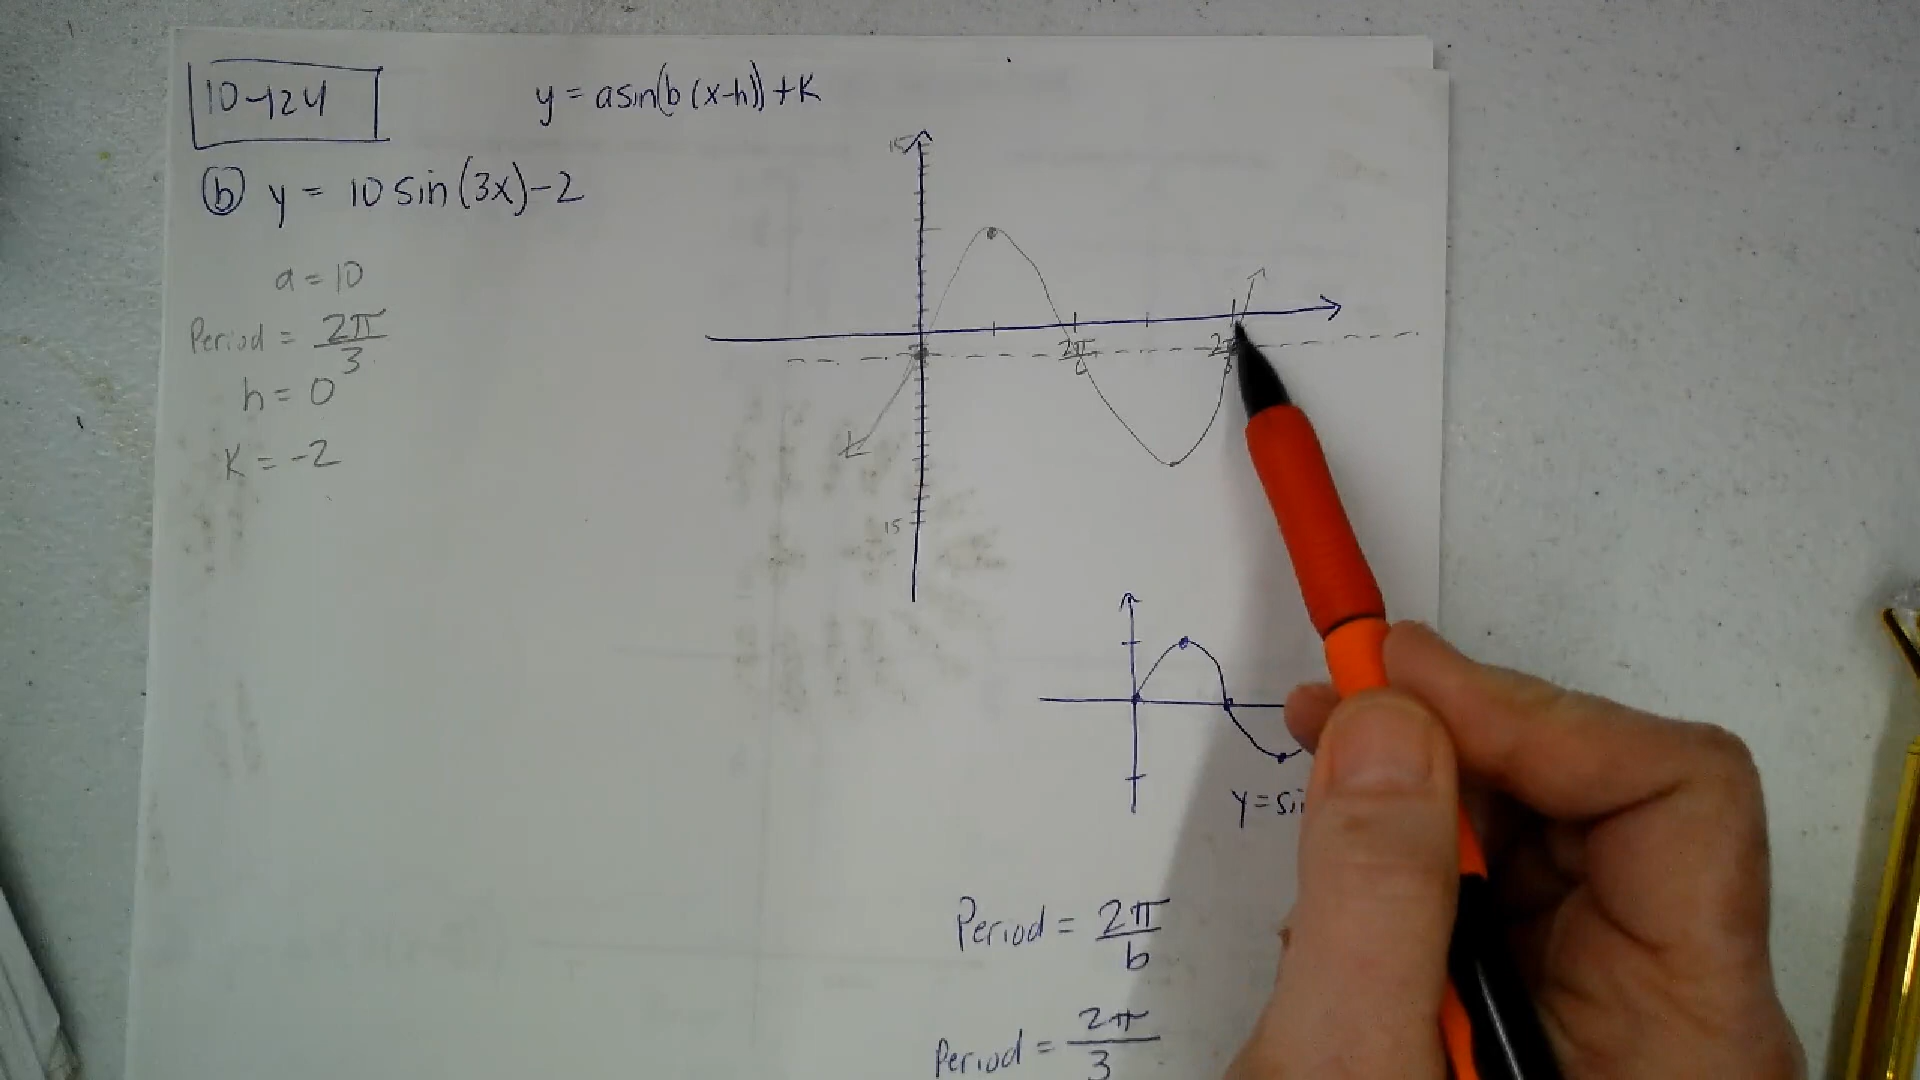 10-124
y = asin(b(x-h))+K
b y = 10 sin(3x)-2
a = 10
Period = 2π/3
h = 0
K = -2
15
2π/6
2π/3
15
y = sin
Period = 2π/b
Period = 2π/3